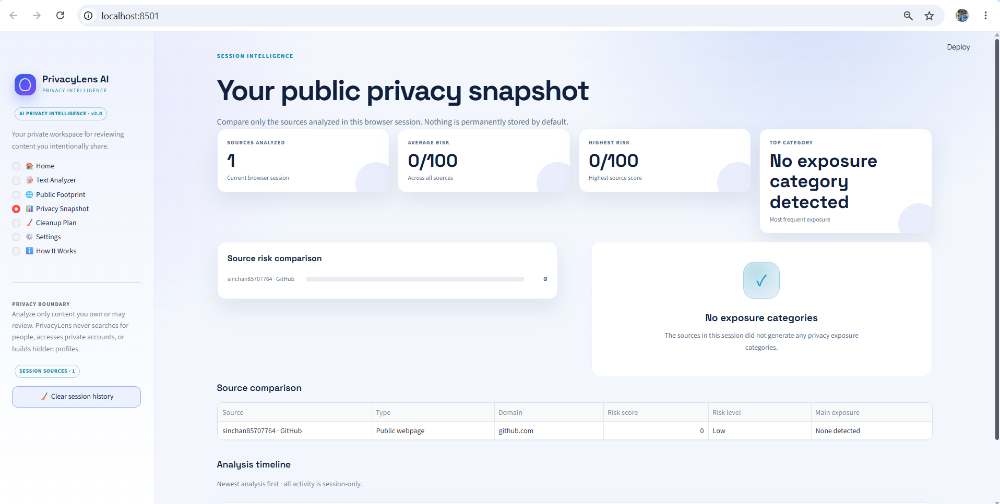 localhost:8501
Deploy
PrivacyLens AI
PRIVACY INTELLIGENCE
AI PRIVACY INTELLIGENCE · v2.0
Your private workspace for reviewing
content you intentionally share.
Home
Text Analyzer
Public Footprint
Privacy Snapshot
Cleanup Plan
Settings
How It Works
PRIVACY BOUNDARY
Analyze only content you own or may
review. PrivacyLens never searches for
people, accesses private accounts, or
builds hidden profiles.
SESSION SOURCES · 1
Clear session history
SESSION INTELLIGENCE
Your public privacy snapshot
Compare only the sources analyzed in this browser session. Nothing is permanently stored by default.
SOURCES ANALYZED
1
Current browser session
AVERAGE RISK
0/100
Across all sources
HIGHEST RISK
0/100
Highest source score
TOP CATEGORY
No exposure
category
detected
Most frequent exposure
Source risk comparison
sinchan85707764 · GitHub 0
No exposure categories
The sources in this session did not generate any privacy exposure
categories.
Source comparison
Source Type Domain Risk score Risk level Main exposure
sinchan85707764 · GitHub Public webpage github.com 0 Low None detected
Analysis timeline
Newest analysis first · all activity is session-only.